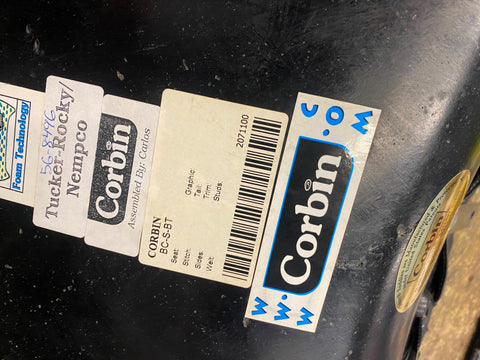 Foam Technology
568496
Tucker-Rocky/
Nempco
Corbin
Assembled By: Carlos
CORBIN
BC-S-BT
Seat:
Stitch: Graphic:
Sides: Tail:
Welt: Trim:
Studs:
2071100
www.
Corbin
.com
Corbin